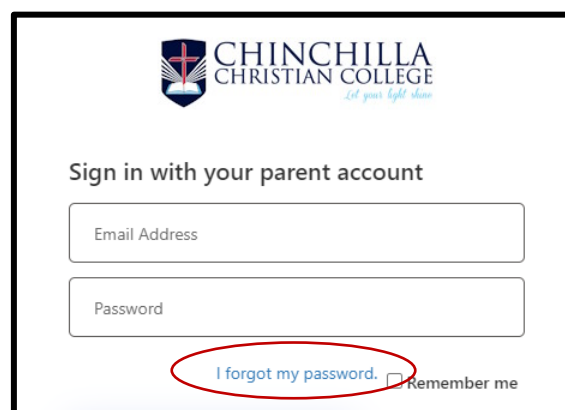 CHINCHILLA
CHRISTIAN COLLEGE
Let your light shine
Sign in with your parent account
Email Address
Password
I forgot my password.
Remember me